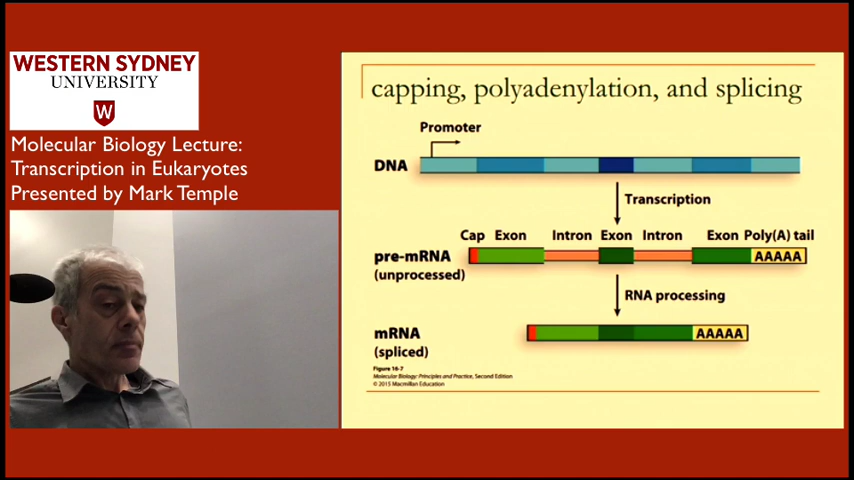 WESTERN SYDNEY
UNIVERSITY
W
Molecular Biology Lecture:
Transcription in Eukaryotes
Presented by Mark Temple
capping, polyadenylation, and splicing
Promoter
DNA
Transcription
Cap Exon Intron Exon Intron Exon Poly(A) tail
pre-mRNA
AAAAA
(unprocessed)
RNA processing
mRNA
AAAAA
(spliced)
Figure 16-7
Molecular Biology: Principles and Practice, Second Edition
© 2015 Macmillan Education